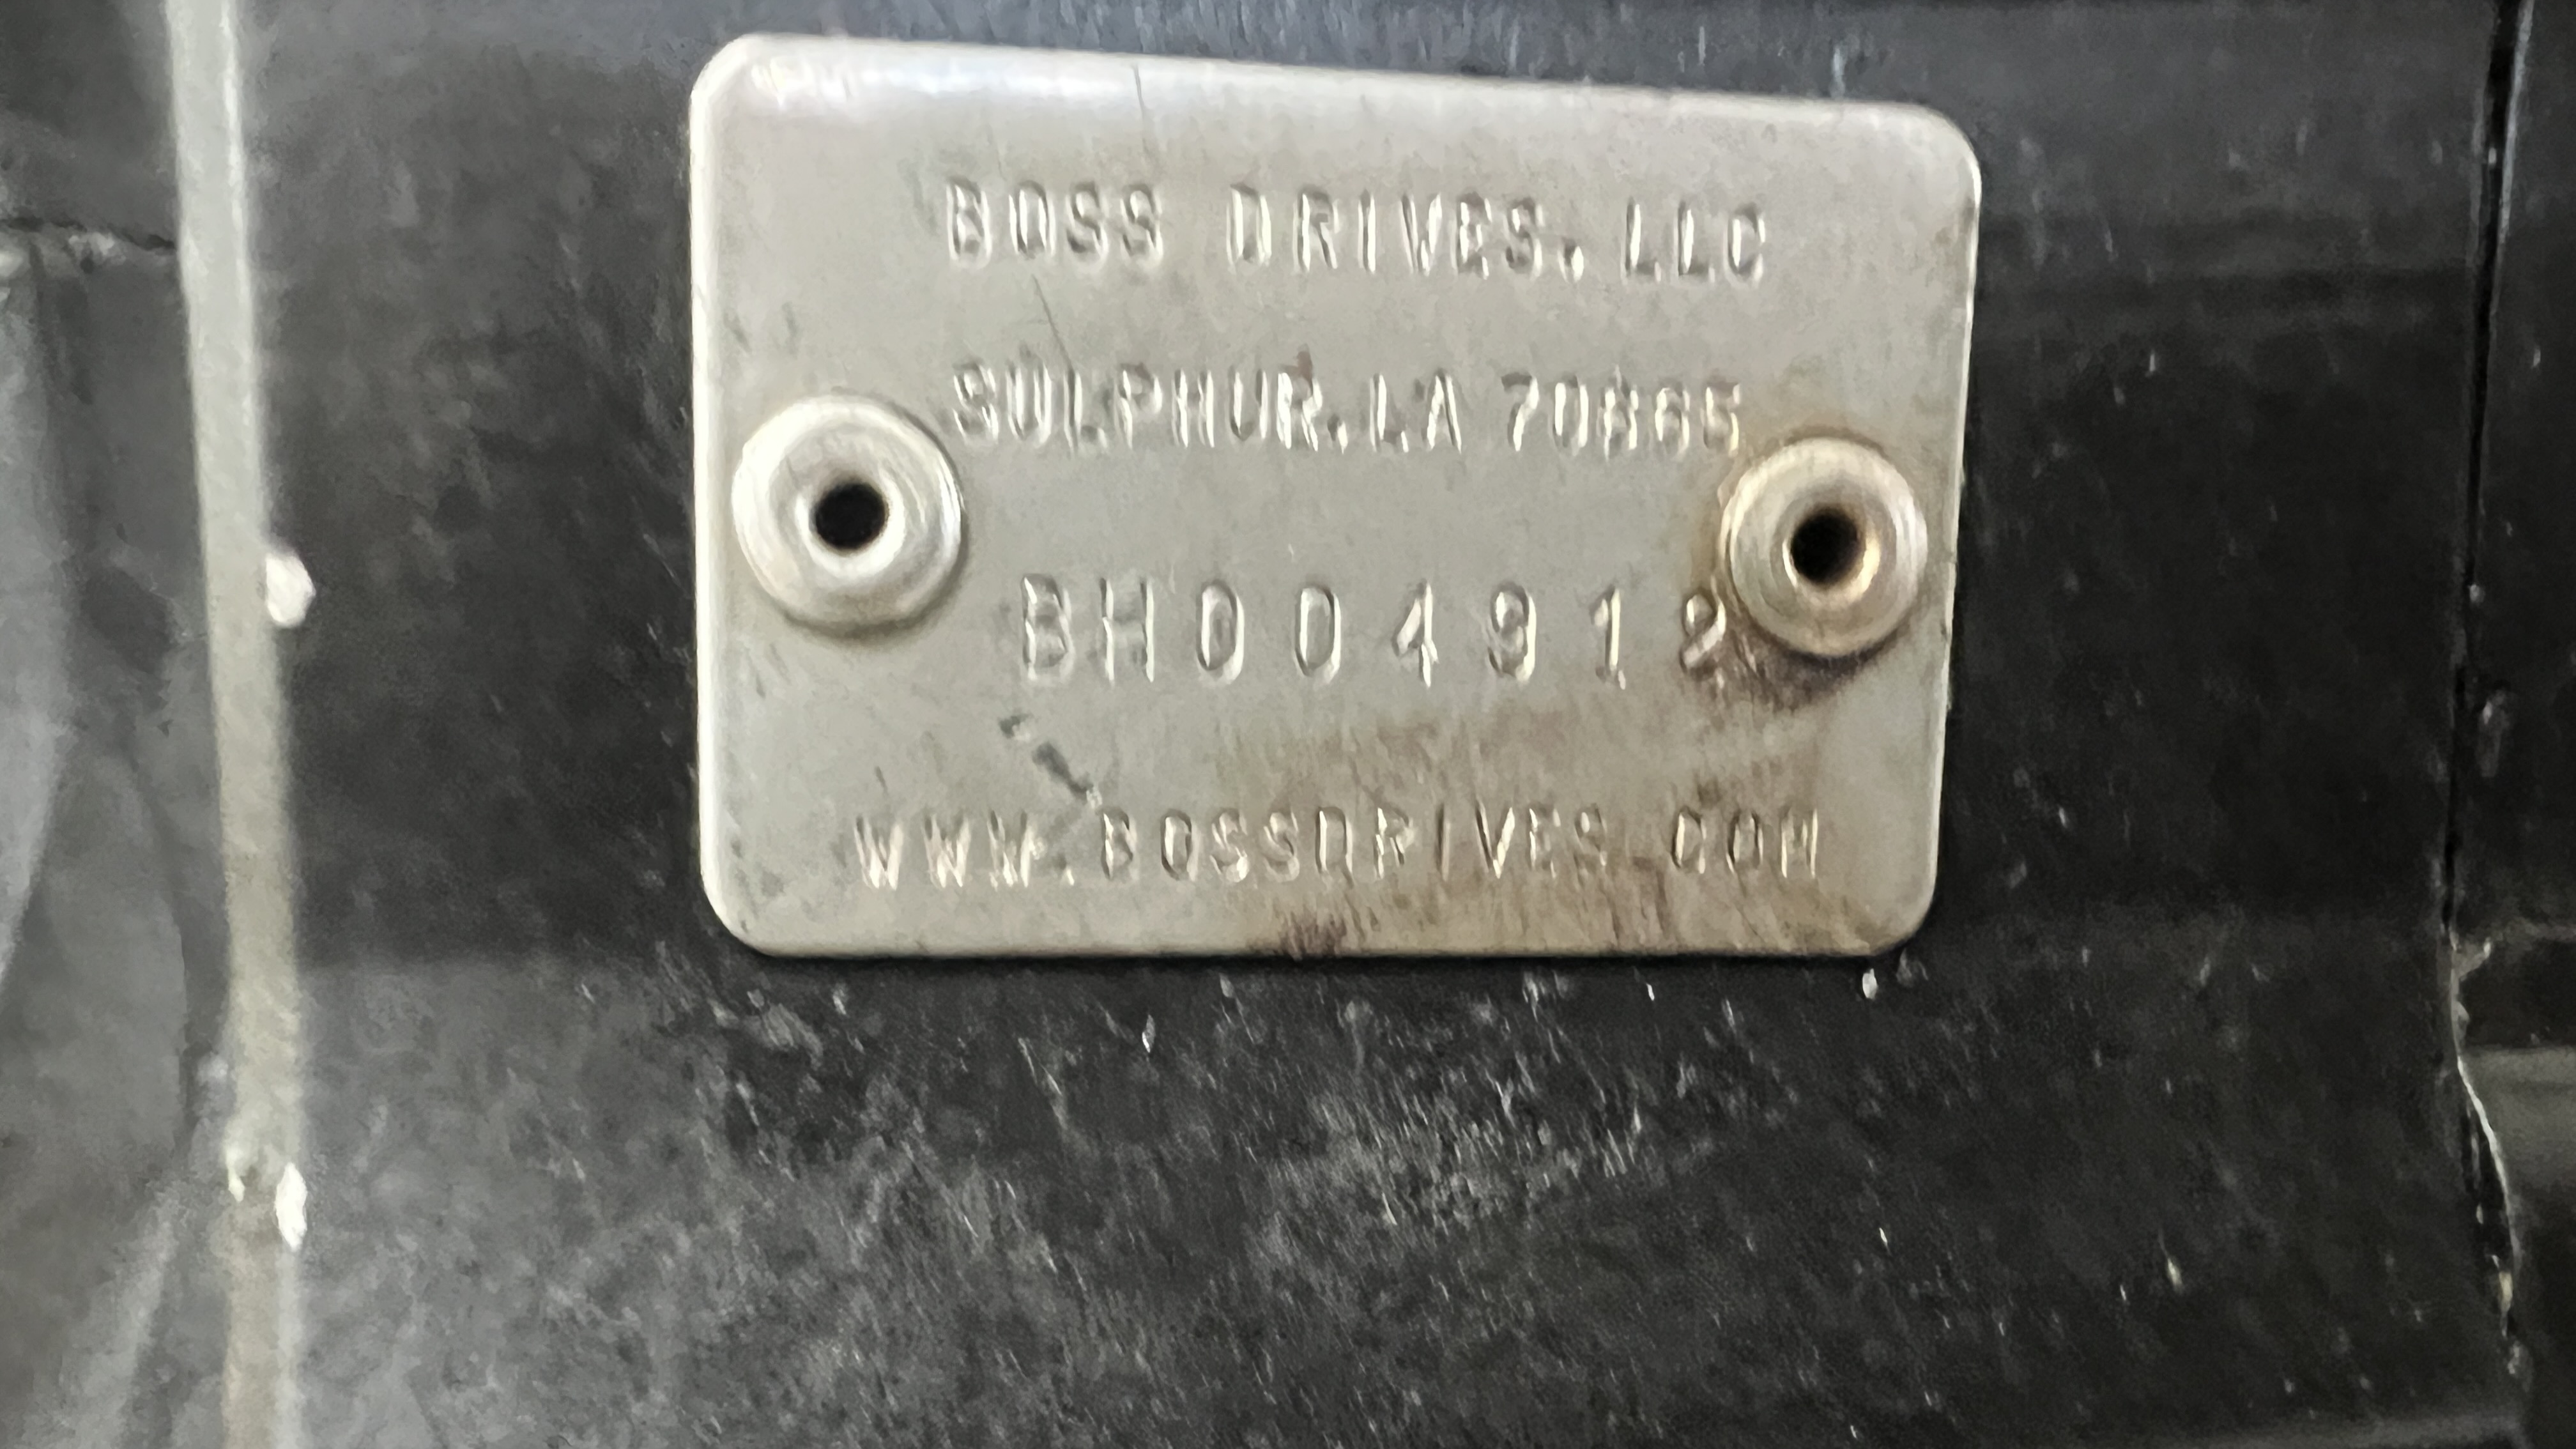 BOSS DRIVES, LLC
SULPHUR, LA 70665
BH004912
WWW.BOSSDRIVES.COM